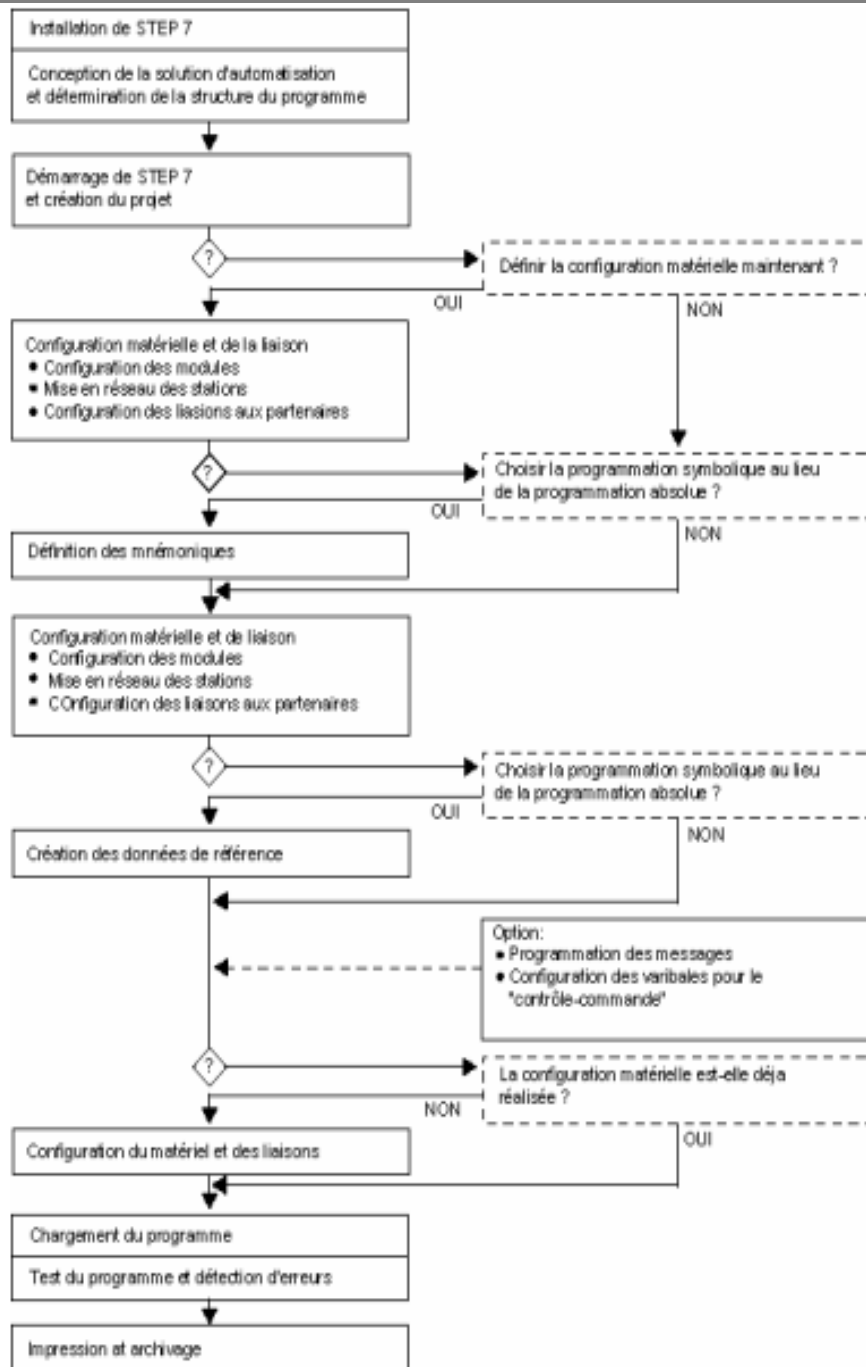 Installation de STEP 7
Conception de la solution d'automatisation
et détermination de la structure du programme
Démarrage de STEP 7
et création du projet
?
Définir la configuration matérielle maintenant ?
OUI
NON
Configuration matérielle et de la liaison
• Configuration des modules
• Mise en réseau des stations
• Configuration des liasions aux partenaires
?
Choisir la programmation symbolique au lieu
de la programmation absolue ?
OUI
NON
Définition des mnémoniques
Configuration matérielle et de liaison
• Configuration des modules
• Mise en réseau des stations
• COnfiguration des liaisons aux partenaires
?
Choisir la programmation symbolique au lieu
de la programmation absolue ?
OUI
NON
Création des données de référence
Option:
• Programmation des messages
• Configuration des varibales pour le
"contrôle-commande"
?
La configuration matérielle est-elle déja
réalisée ?
NON
OUI
Configuration du matériel et des liaisons
Chargement du programme
Test du programme et détection d'erreurs
Impression at archivage